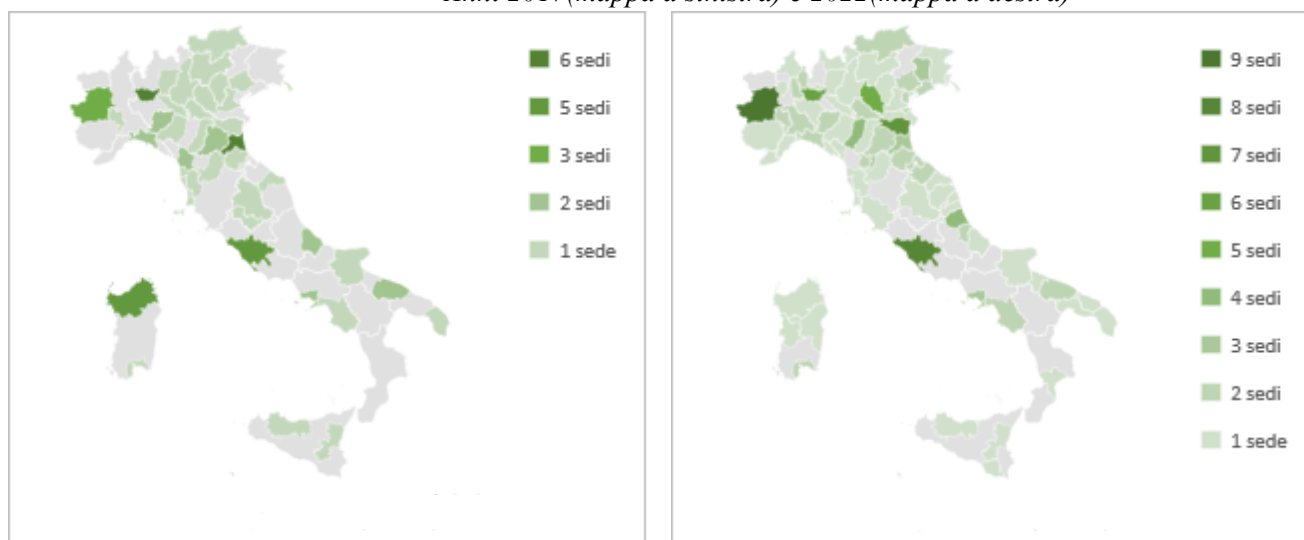 Anni 2017(mappa a sinistra) e 2022(mappa a destra)
6 sedi
5 sedi
3 sedi
2 sedi
1 sede
9 sedi
8 sedi
7 sedi
6 sedi
5 sedi
4 sedi
3 sedi
2 sedi
1 sede